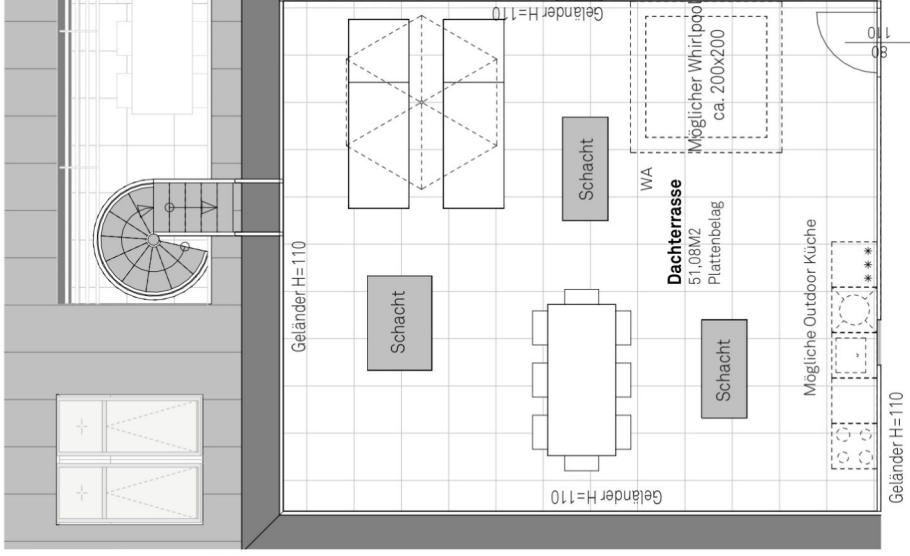 Geländer H=110
Möglicher Whirlpool
ca. 200x200
110
80
Schacht
WA
Dachterrasse
51,08M2
Plattenbelag
Geländer H=110
Schacht
Schacht
Mögliche Outdoor Küche
***
Geländer H=110
Geländer H=110